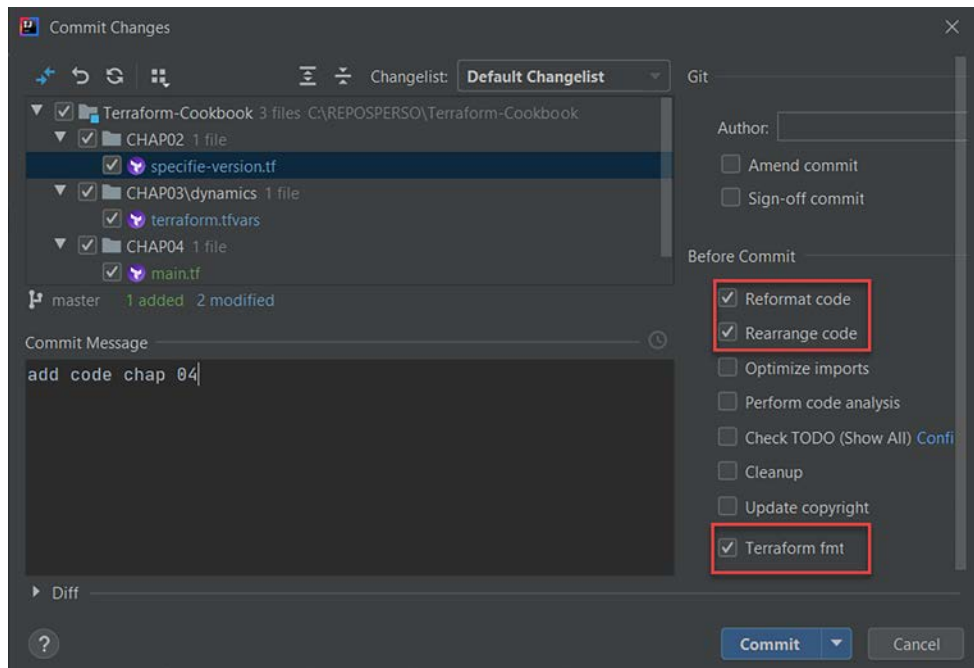 Commit Changes
Changelist: Default Changelist
Terraform-Cookbook 3 files C:\REPOSPERSO\Terraform-Cookbook
CHAP02 1 file
specifie-version.tf
CHAP03\dynamics 1 file
terraform.tfvars
CHAP04 1 file
main.tf
master 1 added 2 modified
Commit Message
add code chap 04
Diff
Git
Author:
Amend commit
Sign-off commit
Before Commit
Reformat code
Rearrange code
Optimize imports
Perform code analysis
Check TODO (Show All) Confi
Cleanup
Update copyright
Terraform fmt
?
Commit
Cancel